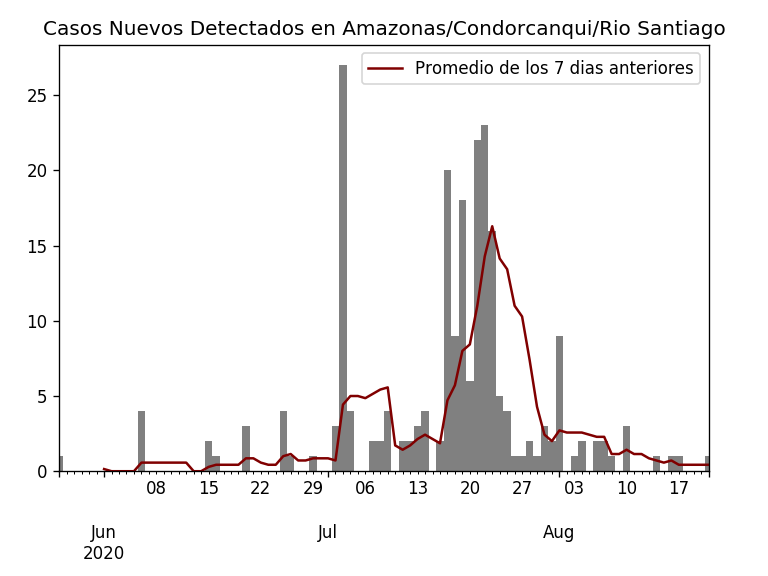 Casos Nuevos Detectados en Amazonas/Condorcanqui/Rio Santiago
Promedio de los 7 dias anteriores
25
20
15
10
5
0
08 15 22 29 06 13 20 27 03 10 17
Jun Jul Aug
2020